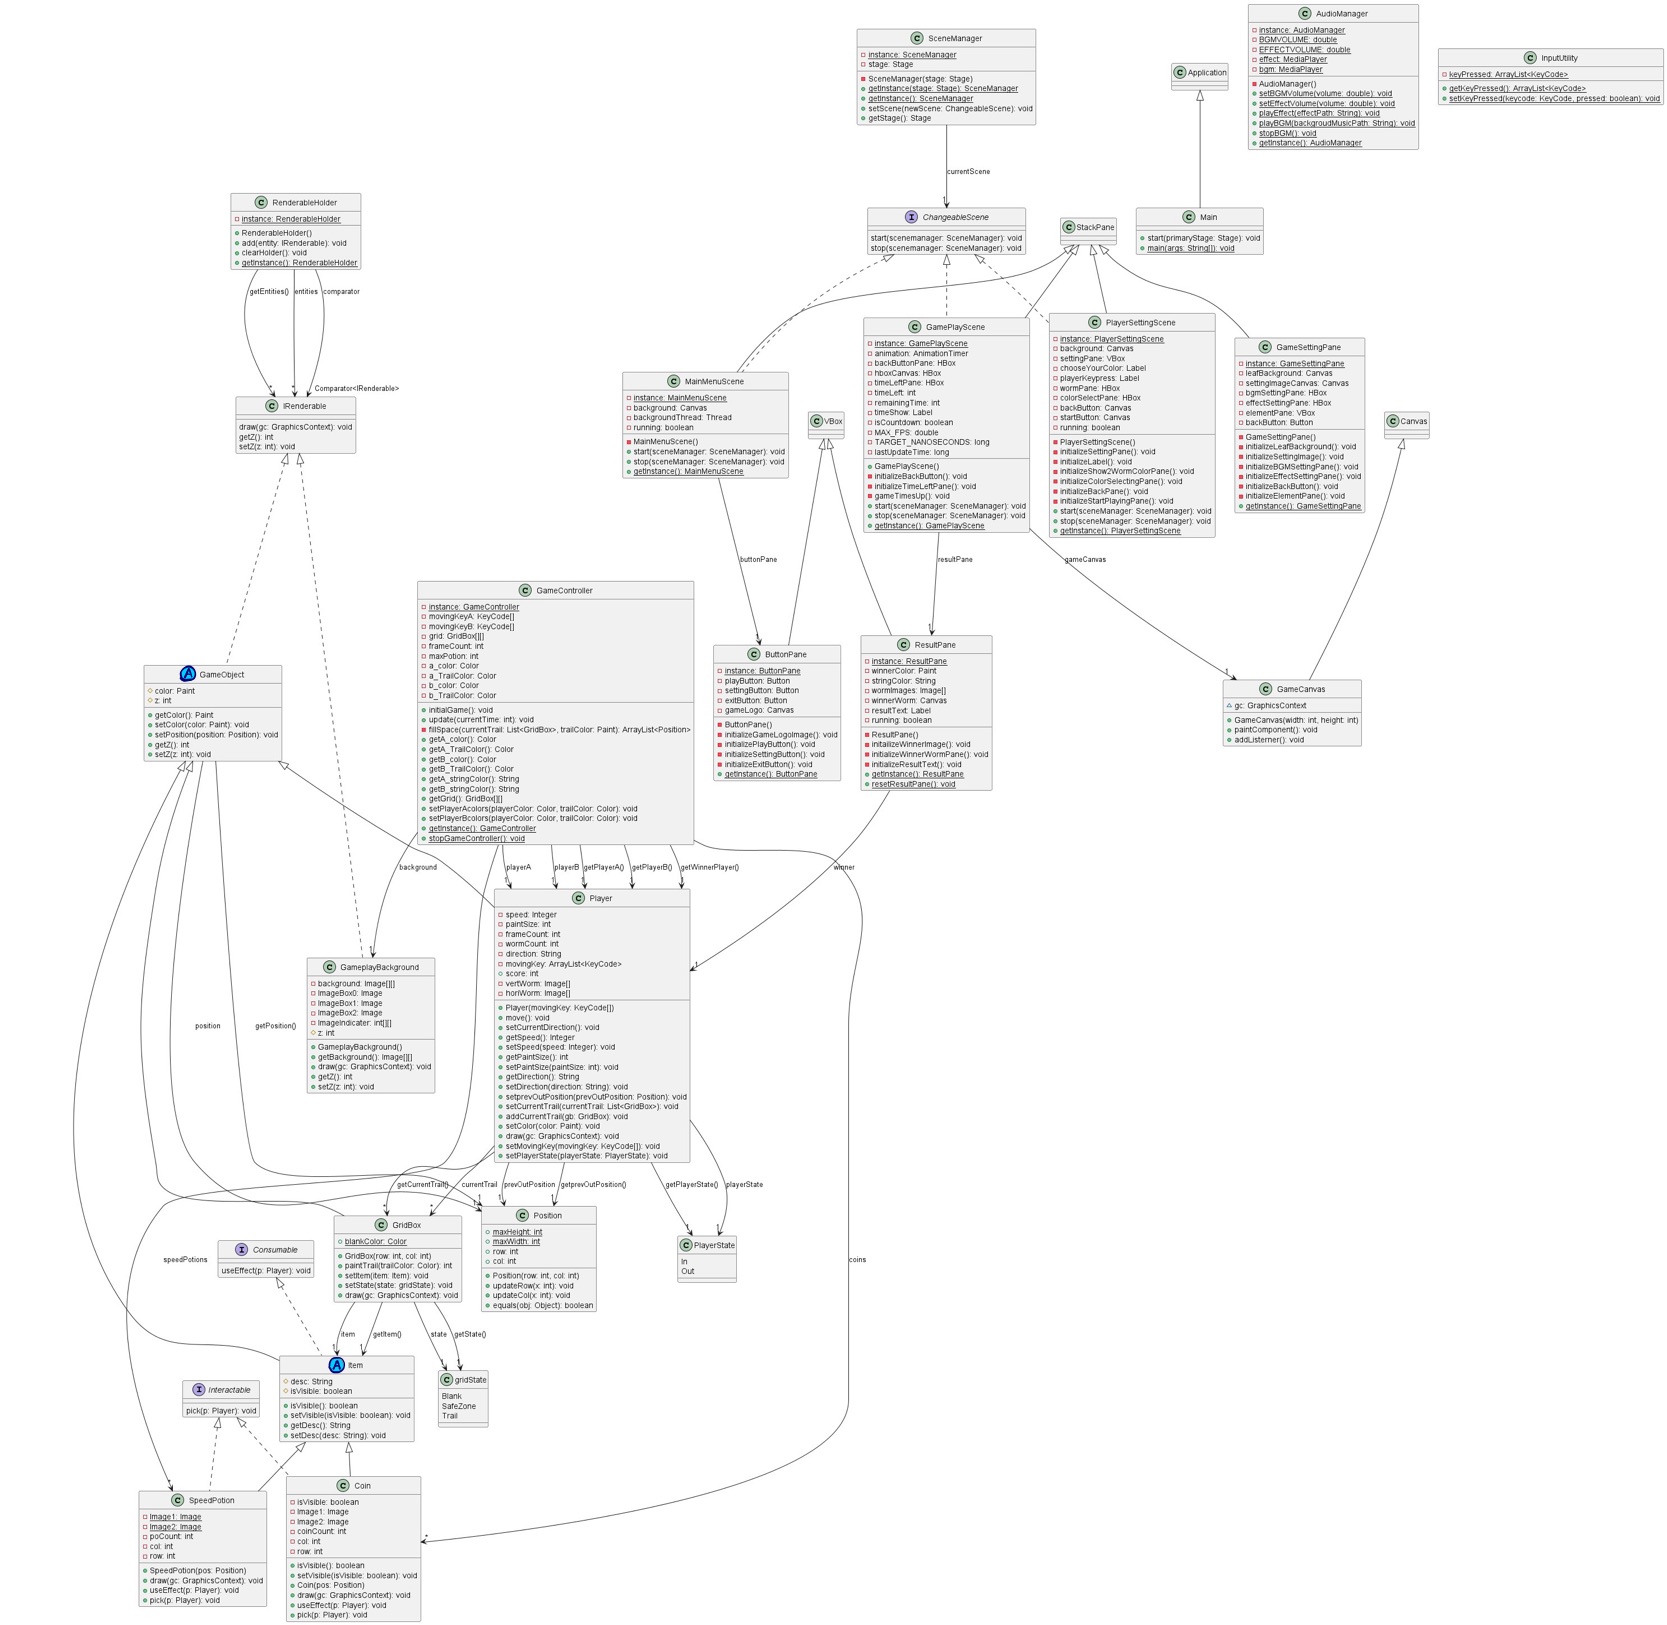 SceneManager
instance: SceneManager
stage: Stage
SceneManager(stage: Stage)
getInstance(stage: Stage): SceneManager
getInstance(): SceneManager
setScene(newScene: ChangeableScene): void
getStage(): Stage
Application
AudioManager
instance: AudioManager
BGMVOLUME: double
EFFECTVOLUME: double
effect: MediaPlayer
bgm: MediaPlayer
AudioManager()
setBGMVolume(volume: double): void
setEffectVolume(volume: double): void
playEffect(effectPath: String): void
playBGM(backgroudMusicPath: String): void
stopBGM(): void
getInstance(): AudioManager
InputUtility
keyPressed: ArrayList<KeyCode>
getKeyPressed(): ArrayList<KeyCode>
setKeyPressed(keycode: KeyCode, pressed: boolean): void
currentScene
1
RenderableHolder
instance: RenderableHolder
RenderableHolder()
add(entity: IRenderable): void
clearHolder(): void
getInstance(): RenderableHolder
ChangeableScene
start(scenemanager: SceneManager): void
stop(scenemanager: SceneManager): void
StackPane
Main
start(primaryStage: Stage): void
main(args: String[]): void
getEntities()
entities
comparator
*
*
Comparator<IRenderable>
IRenderable
draw(gc: GraphicsContext): void
getZ(): int
setZ(z: int): void
MainMenuScene
instance: MainMenuScene
background: Canvas
backgroundThread: Thread
running: boolean
MainMenuScene()
start(sceneManager: SceneManager): void
stop(sceneManager: SceneManager): void
getInstance(): MainMenuScene
VBox
GamePlayScene
instance: GamePlayScene
animation: AnimationTimer
backButtonPane: HBox
hboxCanvas: HBox
timeLeftPane: HBox
timeLeft: int
remainingTime: int
timeShow: Label
isCountdown: boolean
MAX_FPS: double
TARGET_NANOSECONDS: long
lastUpdateTime: long
GamePlayScene()
initializeBackButton(): void
initializeTimeLeftPane(): void
gameTimesUp(): void
start(sceneManager: SceneManager): void
stop(sceneManager: SceneManager): void
getInstance(): GamePlayScene
PlayerSettingScene
instance: PlayerSettingScene
background: Canvas
settingPane: VBox
chooseYourColor: Label
playerKeypress: Label
wormPane: HBox
colorSelectPane: HBox
backButton: Canvas
startButton: Canvas
running: boolean
PlayerSettingScene()
initializeSettingPane(): void
initializeLabel(): void
initializeShow2WormColorPane(): void
initializeColorSelectingPane(): void
initializeBackPane(): void
initializeStartPlayingPane(): void
start(sceneManager: SceneManager): void
stop(sceneManager: SceneManager): void
getInstance(): PlayerSettingScene
GameSettingPane
instance: GameSettingPane
leafBackground: Canvas
settingImageCanvas: Canvas
bgmSettingPane: HBox
effectSettingPane: HBox
elementPane: VBox
backButton: Button
GameSettingPane()
initializeLeafBackground(): void
initializeSettingImage(): void
initializeBGMSettingPane(): void
initializeEffectSettingPane(): void
initializeBackButton(): void
initializeElementPane(): void
getInstance(): GameSettingPane
Canvas
buttonPane
1
resultPane
1
gameCanvas
1
GameController
instance: GameController
movingKeyA: KeyCode[]
movingKeyB: KeyCode[]
grid: GridBox[][]
frameCount: int
maxPotion: int
a_color: Color
a_TrailColor: Color
b_color: Color
b_TrailColor: Color
initialGame(): void
update(currentTime: int): void
fillSpace(currentTrail: List<GridBox>, trailColor: Paint): ArrayList<Position>
getA_color(): Color
getA_TrailColor(): Color
getB_color(): Color
getB_TrailColor(): Color
getA_stringColor(): String
getB_stringColor(): String
getGrid(): GridBox[][]
setPlayerAcolors(playerColor: Color, trailColor: Color): void
setPlayerBcolors(playerColor: Color, trailColor: Color): void
getInstance(): GameController
stopGameController(): void
ButtonPane
instance: ButtonPane
playButton: Button
settingButton: Button
exitButton: Button
gameLogo: Canvas
ButtonPane()
initializeGameLogoImage(): void
initializePlayButton(): void
initializeSettingButton(): void
initializeExitButton(): void
getInstance(): ButtonPane
ResultPane
instance: ResultPane
winnerColor: Paint
stringColor: String
wormImages: Image[]
winnerWorm: Canvas
resultText: Label
running: boolean
ResultPane()
initailizeWinnerImage(): void
initializeWinnerWormPane(): void
initializeResultText(): void
getInstance(): ResultPane
resetResultPane(): void
GameCanvas
gc: GraphicsContext
GameCanvas(width: int, height: int)
paintComponent(): void
addListerner(): void
GameObject
color: Paint
z: int
getColor(): Paint
setColor(color: Paint): void
setPosition(position: Position): void
getZ(): int
setZ(z: int): void
background
1
playerA
1
playerB
1
getPlayerA()
1
getPlayerB()
1
getWinnerPlayer()
1
winner
1
GameplayBackground
background: Image[][]
ImageBox0: Image
ImageBox1: Image
ImageBox2: Image
ImageIndicater: int[][]
z: int
GameplayBackground()
getBackground(): Image[][]
draw(gc: GraphicsContext): void
getZ(): int
setZ(z: int): void
Player
speed: Integer
paintSize: int
frameCount: int
wormCount: int
direction: String
movingKey: ArrayList<KeyCode>
score: int
vertWorm: Image[]
horiWorm: Image[]
Player(movingKey: KeyCode[])
move(): void
setCurrentDirection(): void
getSpeed(): Integer
setSpeed(speed: Integer): void
getPaintSize(): int
setPaintSize(paintSize: int): void
getDirection(): String
setDirection(direction: String): void
setprevOutPosition(prevOutPosition: Position): void
setCurrentTrail(currentTrail: List<GridBox>): void
addCurrentTrail(gb: GridBox): void
setColor(color: Paint): void
draw(gc: GraphicsContext): void
setMovingKey(movingKey: KeyCode[]): void
setPlayerState(playerState: PlayerState): void
position
getPosition()
getCurrentTrail()
*
currentTrail
*
1
1
prevOutPosition
1
getprevOutPosition()
1
getPlayerState()
1
playerState
1
GridBox
blankColor: Color
GridBox(row: int, col: int)
paintTrail(trailColor: Color): int
setItem(item: Item): void
setState(state: gridState): void
draw(gc: GraphicsContext): void
Position
maxHeight: int
maxWidth: int
row: int
col: int
Position(row: int, col: int)
updateRow(x: int): void
updateCol(x: int): void
equals(obj: Object): boolean
PlayerState
In
Out
speedPotions
*
coins
*
Consumable
useEffect(p: Player): void
item
1
getItem()
1
state
1
getState()
1
Item
desc: String
isVisible: boolean
isVisible(): boolean
setVisible(isVisible: boolean): void
getDesc(): String
setDesc(desc: String): void
gridState
Blank
SafeZone
Trail
Interactable
pick(p: Player): void
SpeedPotion
Image1: Image
Image2: Image
poCount: int
col: int
row: int
SpeedPotion(pos: Position)
draw(gc: GraphicsContext): void
useEffect(p: Player): void
pick(p: Player): void
Coin
isVisible: boolean
Image1: Image
Image2: Image
coinCount: int
col: int
row: int
isVisible(): boolean
setVisible(isVisible: boolean): void
Coin(pos: Position)
draw(gc: GraphicsContext): void
useEffect(p: Player): void
pick(p: Player): void